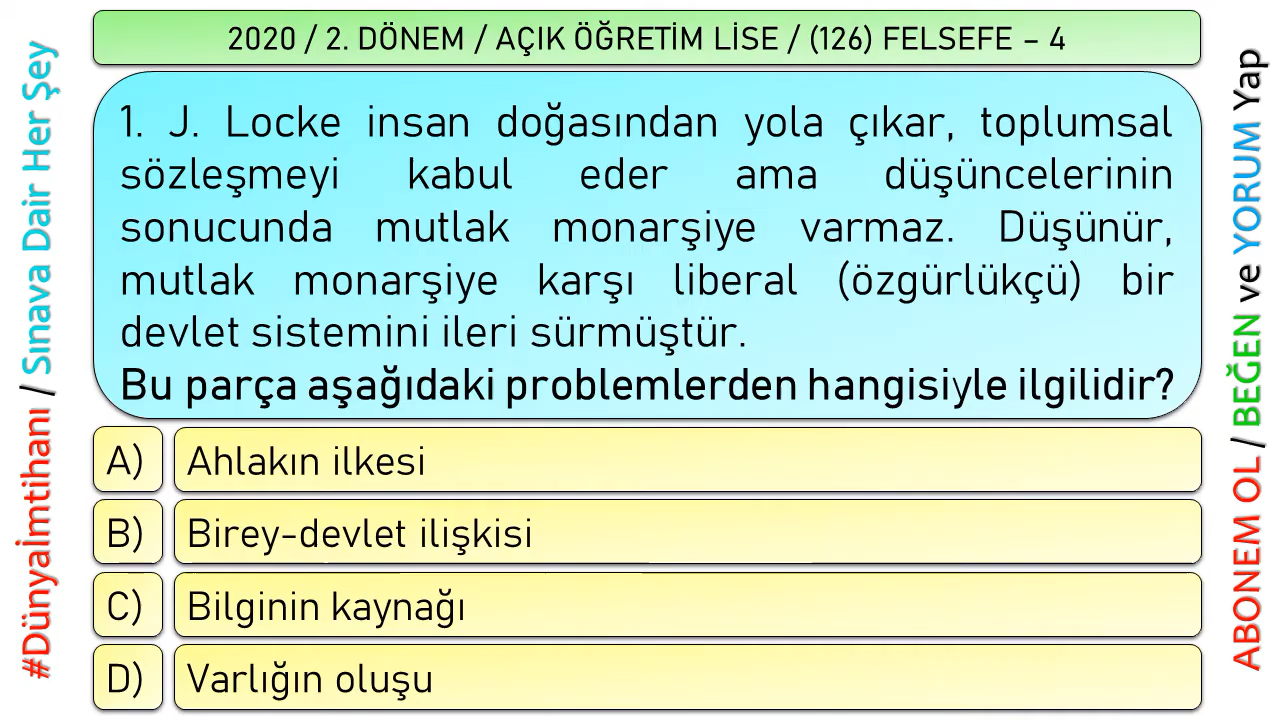 2020 / 2. DÖNEM / AÇIK ÖĞRETİM LİSE / (126) FELSEFE – 4
1. J. Locke insan doğasından yola çıkar, toplumsal
sözleşmeyi kabul eder ama düşüncelerinin
sonucunda mutlak monarşiye varmaz. Düşünür,
mutlak monarşiye karşı liberal (özgürlükçü) bir
devlet sistemini ileri sürmüştür.
Bu parça aşağıdaki problemlerden hangisiyle ilgilidir?
A) Ahlakın ilkesi
B) Birey-devlet ilişkisi
C) Bilginin kaynağı
D) Varlığın oluşu
#Dünyaİmtihanı / Sınava Dair Her Şey
ABONEM OL / BEĞEN ve YORUM Yap